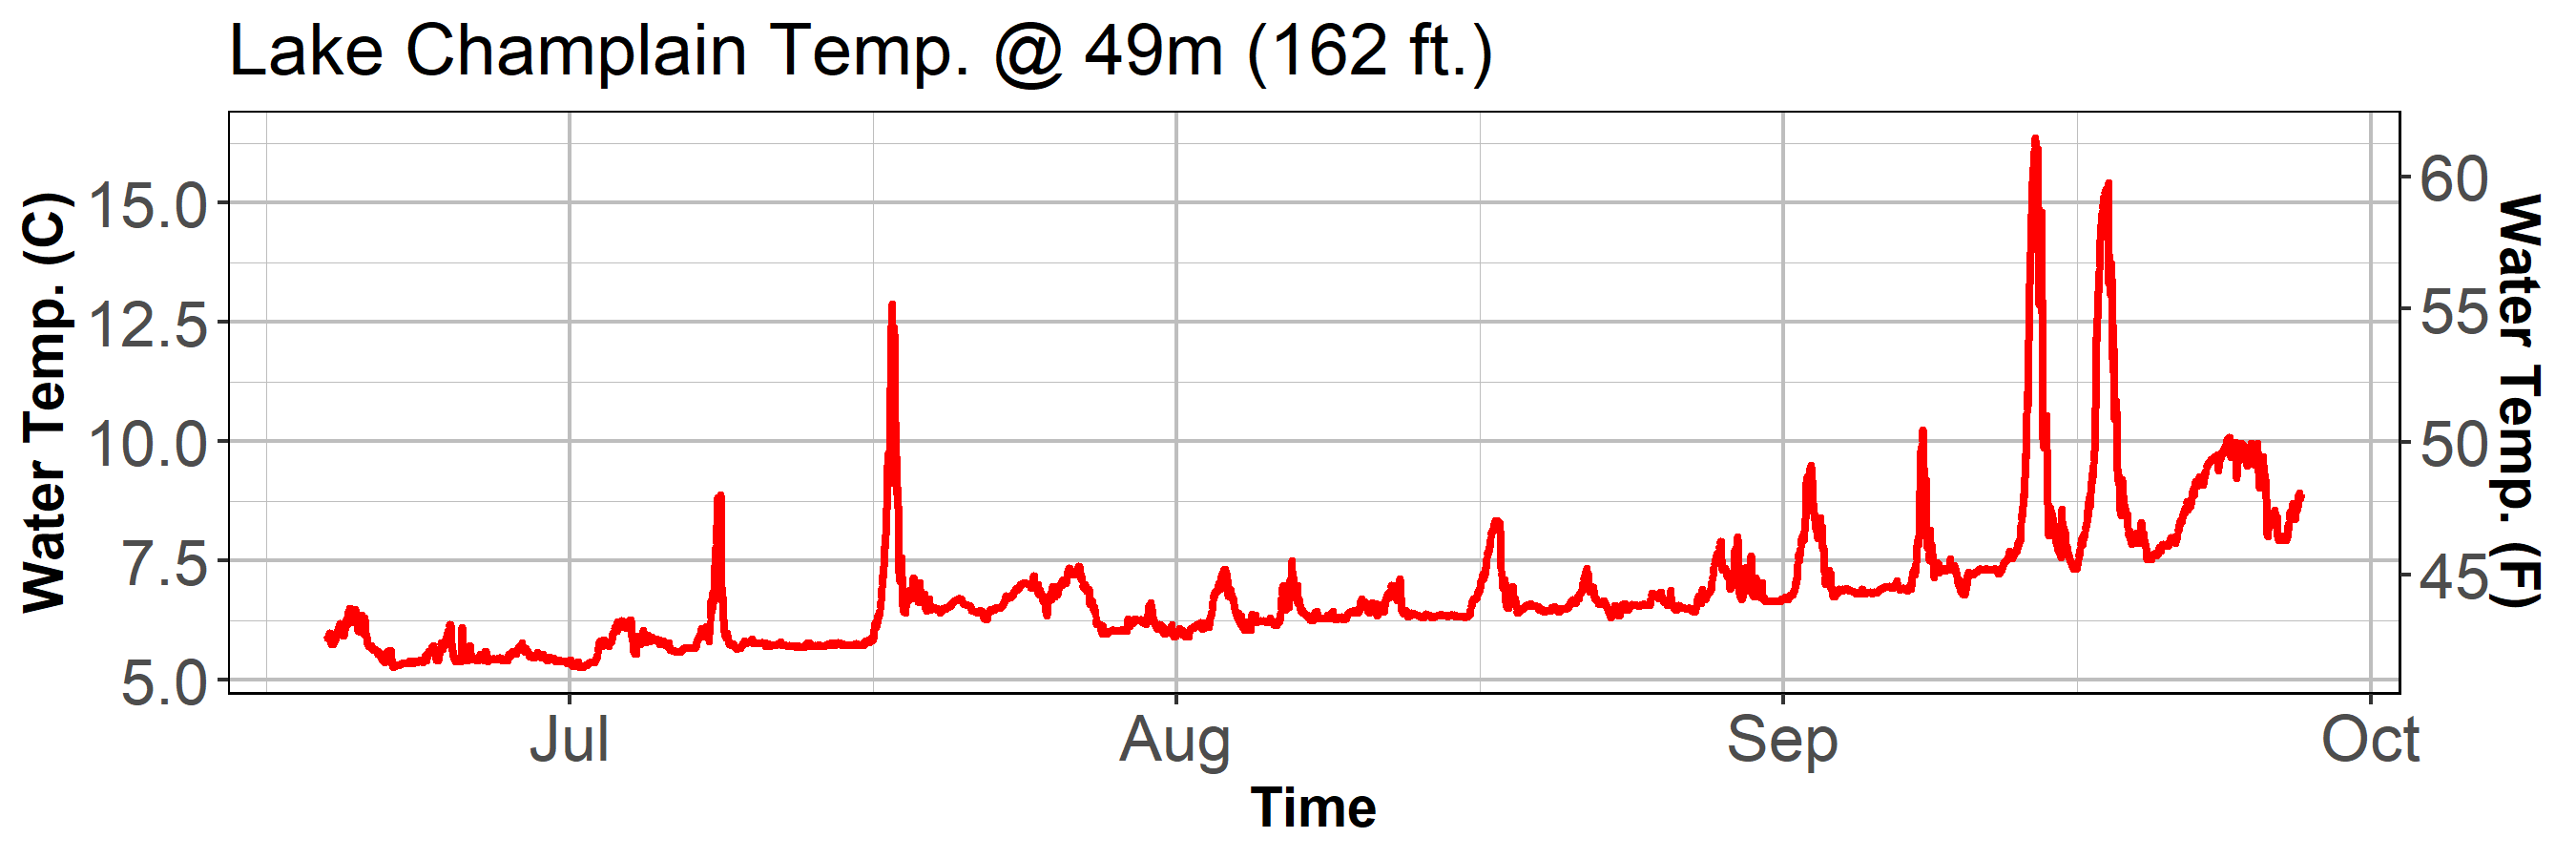 Lake Champlain Temp. @ 49m (162 ft.)
Water Temp. (C)
15.0
12.5
10.0
7.5
5.0
60
55
50
45
Water Temp. (F)
Jul Aug Sep Oct
Time